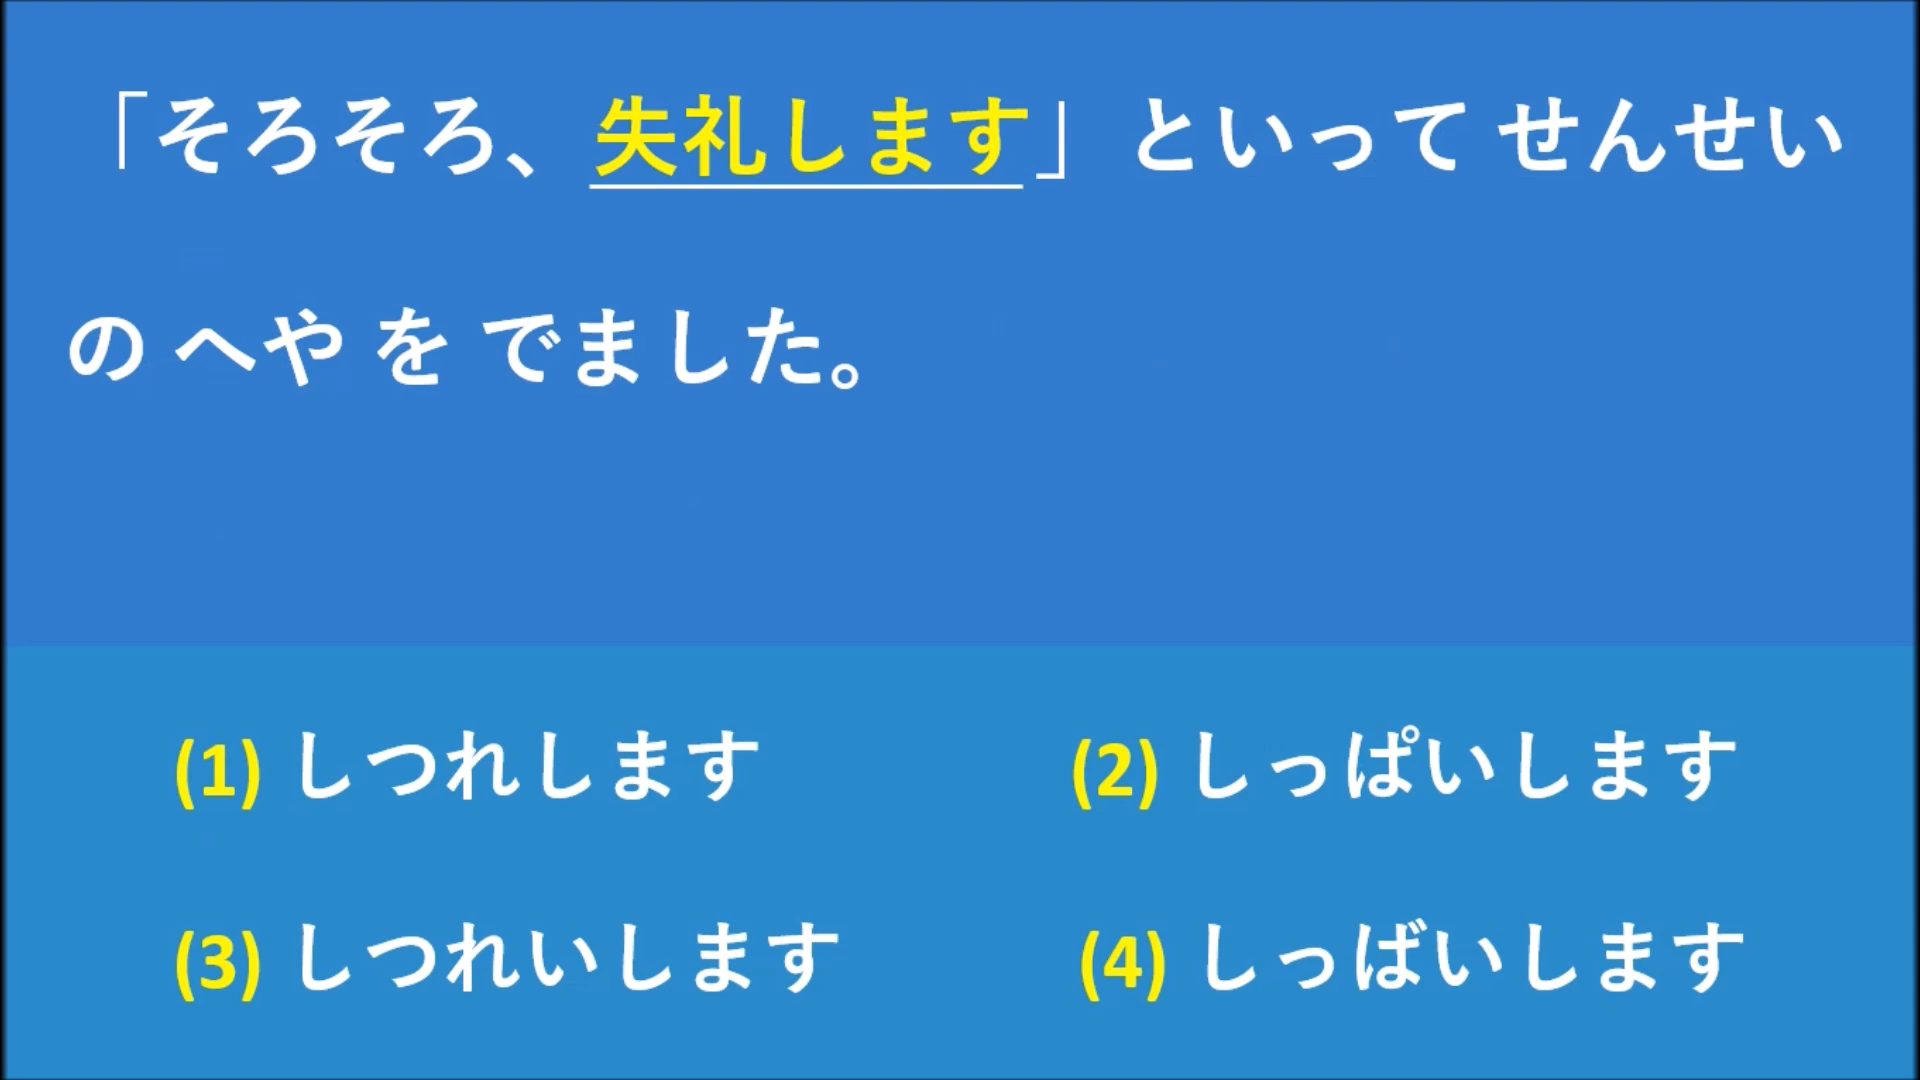 「そろそろ、失礼します」といって せんせい
の へや を でました。
(1) しつれします
(2) しっぱいします
(3) しつれいします
(4) しっばいします